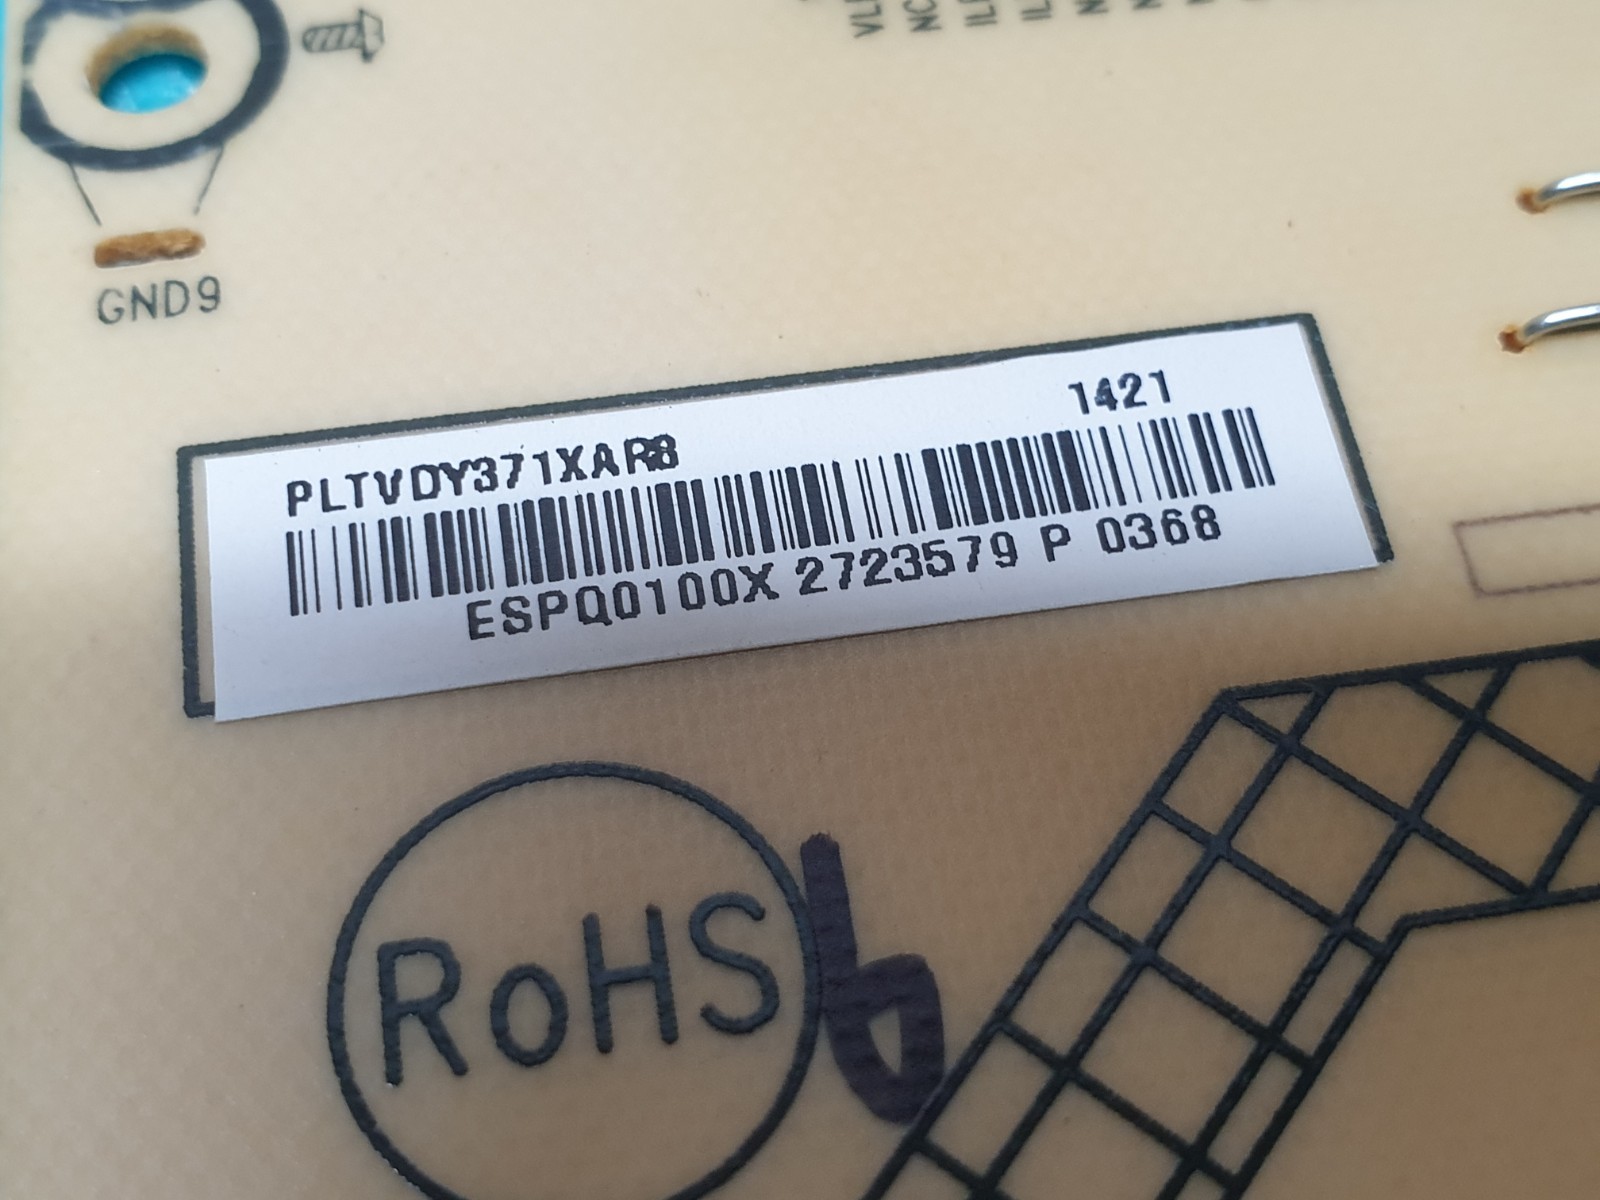 GND9
1421
PLTVDY371XAR8
ESPQ0100X 2723579 P 0368
RoHS
b